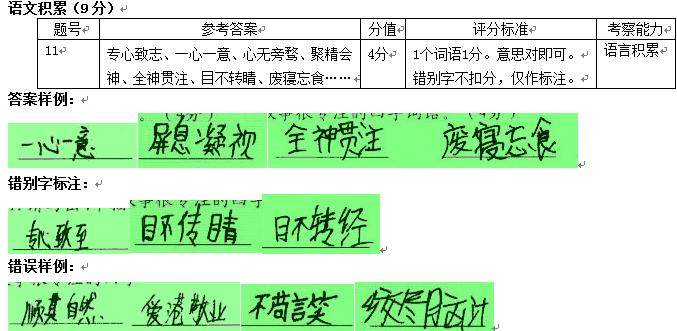 语文积累（9 分）
题号 参考答案 分值 评分标准 考察能力
11 专心致志、一心一意、心无旁骛、聚精会神、全神贯注、目不转睛、废寝忘食…… 4分 1个词语1分。意思对即可。错别字不扣分，仅作标注。 语言积累
答案样例：
一心一意 屏息凝视 全神贯注 废寝忘食
错别字标注：
专心致至 目不传睛 目不转经
错误样例：
顺其自然 爱港敬业 不苟言笑 绞尽